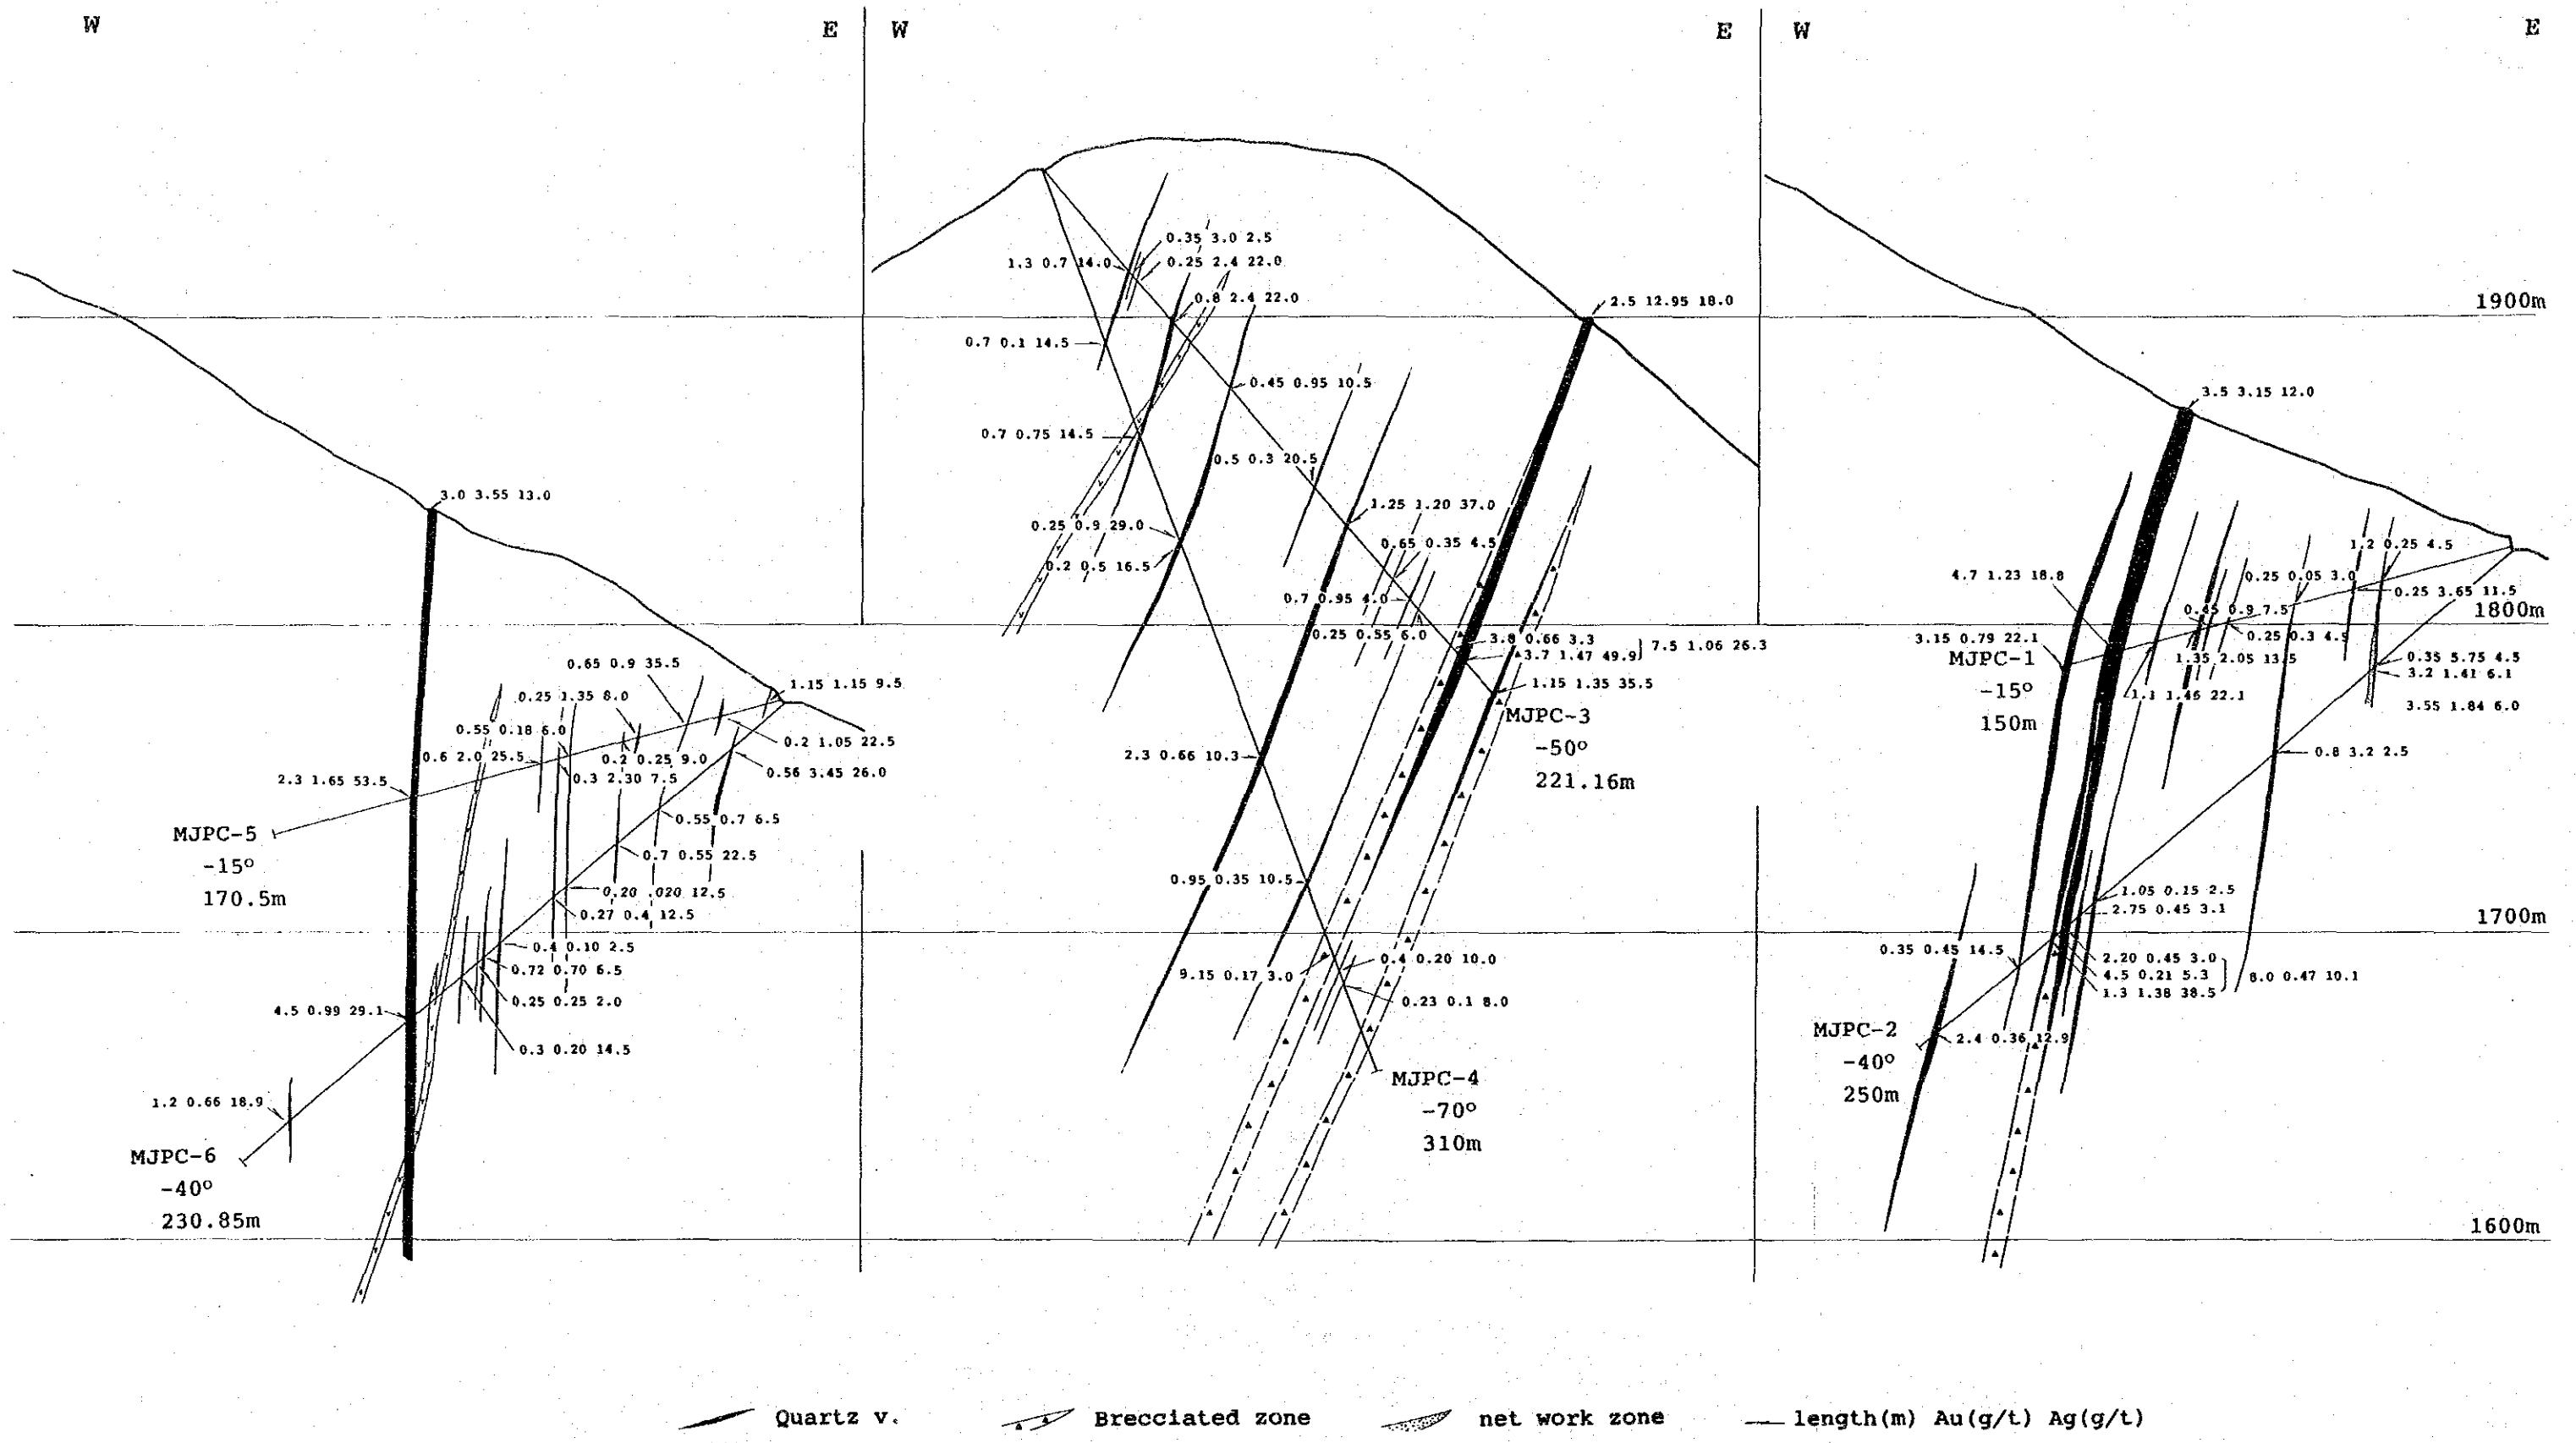 W
E
3.0 3.55 13.0
0.65 0.9 35.5
1.15 1.15 9.5
0.25 1.35 8.0
0.55 0.18 6.0
0.2 1.05 22.5
0.6 2.0 25.5
0.2 0.25 9.0
0.3 2.30 7.5
0.56 3.45 26.0
2.3 1.65 53.5
MJPC-5
-15°
170.5m
0.55 0.7 6.5
0.7 0.55 22.5
0.20 .020 12.5
0.27 0.4 12.5
0.4 0.10 2.5
0.72 0.70 6.5
0.25 0.25 2.0
4.5 0.99 29.1
0.3 0.20 14.5
1.2 0.66 18.9
MJPC-6
-40°
230.85m
W
E
0.35 3.0 2.5
1.3 0.7 14.0
0.25 2.4 22.0
0.8 2.4 22.0
2.5 12.95 18.0
0.7 0.1 14.5
0.45 0.95 10.5
0.7 0.75 14.5
0.5 0.3 20.5
1.25 1.20 37.0
0.25 0.9 29.0
0.65 0.35 4.5
0.2 0.5 16.5
0.7 0.95 4.0
0.25 0.55 6.0
3.8 0.66 3.3
3.7 1.47 49.9
7.5 1.06 26.3
1.15 1.35 35.5
MJPC-3
-50°
221.16m
2.3 0.66 10.3
0.95 0.35 10.5
0.4 0.20 10.0
9.15 0.17 3.0
0.23 0.1 8.0
MJPC-4
-70°
310m
W
E
1900m
3.5 3.15 12.0
1.2 0.25 4.5
4.7 1.23 18.8
0.25 0.05 3.0
0.25 3.65 11.5
1800m
0.45 0.9 7.5
3.15 0.79 22.1
0.25 0.3 4.5
MJPC-1
-15°
150m
1.35 2.05 13.5
0.35 5.75 4.5
3.2 1.41 6.1
1.1 1.46 22.1
3.55 1.84 6.0
0.8 3.2 2.5
1.05 0.15 2.5
2.75 0.45 3.1
1700m
0.35 0.45 14.5
2.20 0.45 3.0
4.5 0.21 5.3
1.3 1.38 38.5
8.0 0.47 10.1
MJPC-2
-40°
250m
2.4 0.36 12.9
1600m
Quartz v.
Brecciated zone
net work zone
length(m) Au(g/t) Ag(g/t)